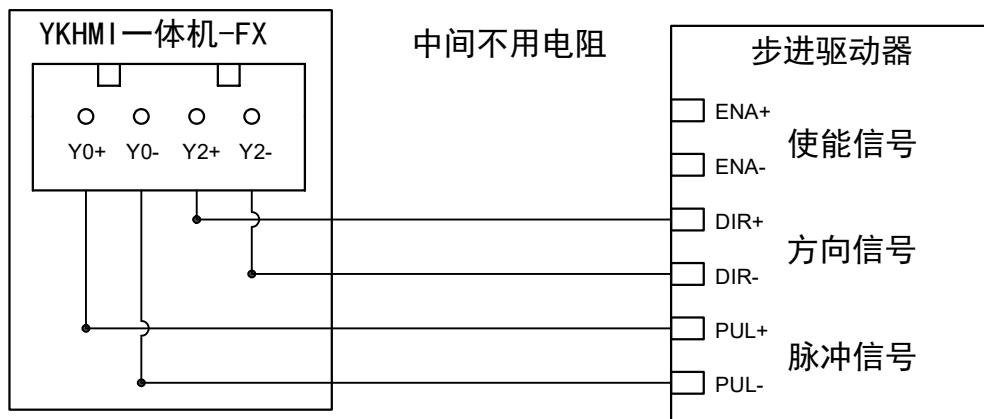 YKHMI一体机-FX
中间不用电阻
步进驱动器
Y0+ Y0- Y2+ Y2-
ENA+
使能信号
ENA-
DIR+
方向信号
DIR-
PUL+
脉冲信号
PUL-